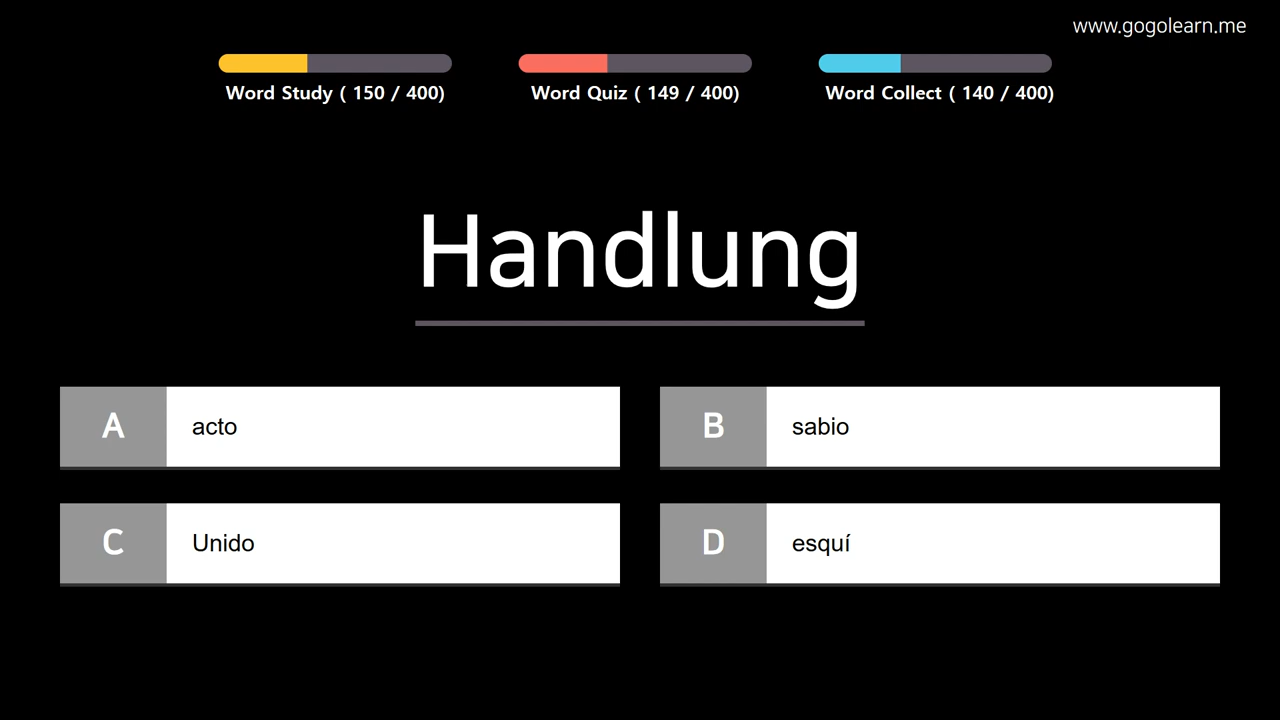 www.gogolearn.me
Word Study ( 150 / 400)
Word Quiz ( 149 / 400)
Word Collect ( 140 / 400)
Handlung
A acto
B sabio
C Unido
D esquí